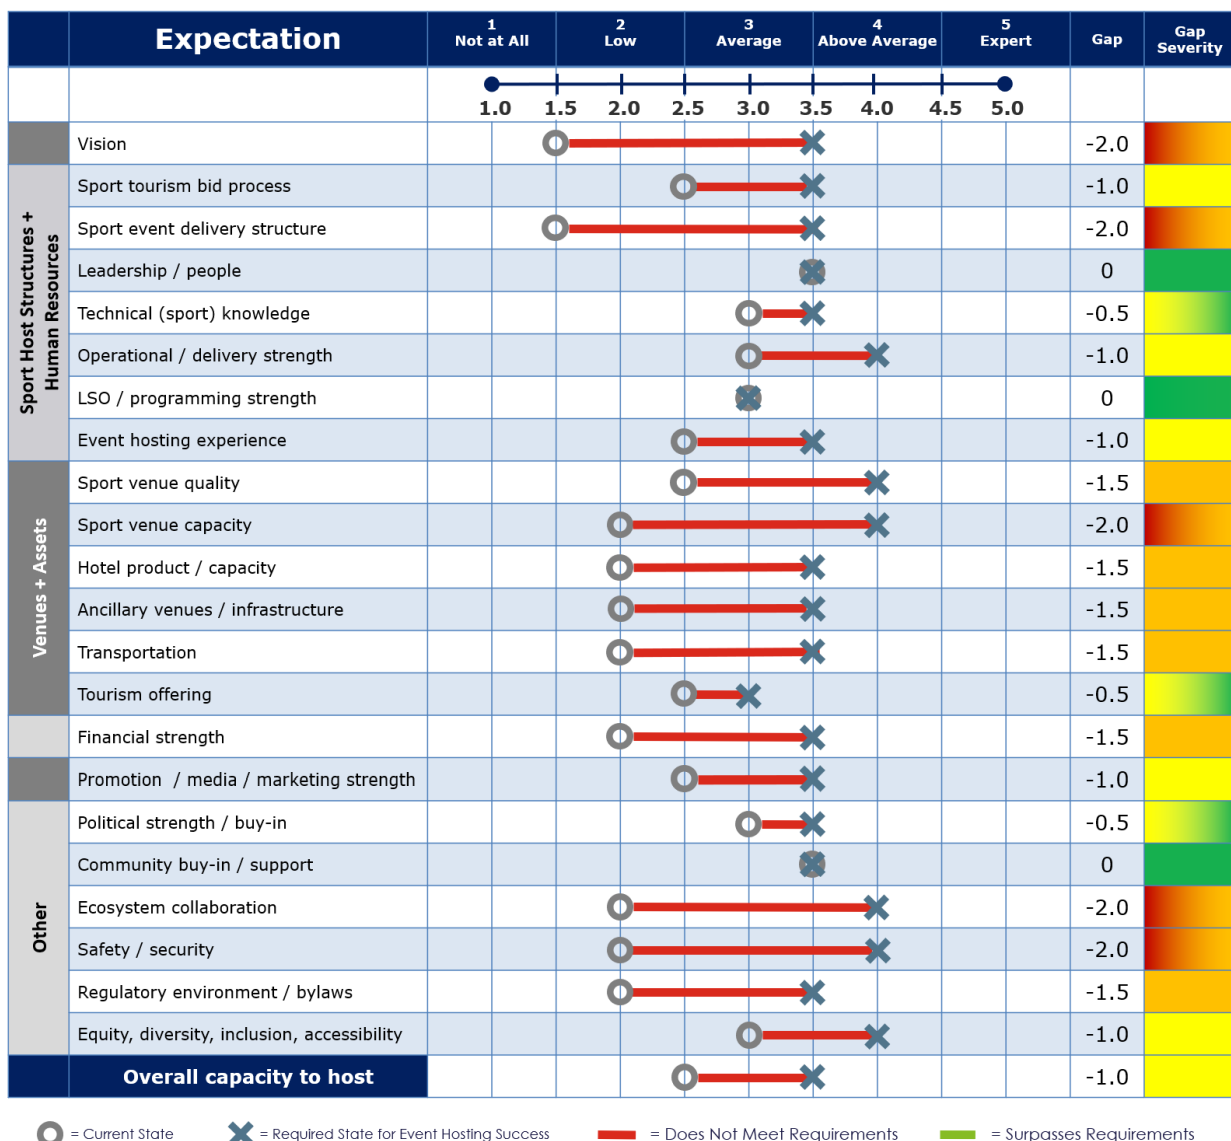 Expectation
1
Not at All
2
Low
3
Average
4
Above Average
5
Expert
Gap
Gap
Severity
1.0 1.5 2.0 2.5 3.0 3.5 4.0 4.5 5.0
Vision -2.0
Sport Host Structures +
Human Resources
Sport tourism bid process -1.0
Sport event delivery structure -2.0
Leadership / people 0
Technical (sport) knowledge -0.5
Operational / delivery strength -1.0
LSO / programming strength 0
Event hosting experience -1.0
Venues + Assets
Sport venue quality -1.5
Sport venue capacity -2.0
Hotel product / capacity -1.5
Ancillary venues / infrastructure -1.5
Transportation -1.5
Tourism offering -0.5
Financial strength -1.5
Promotion / media / marketing strength -1.0
Other
Political strength / buy-in -0.5
Community buy-in / support 0
Ecosystem collaboration -2.0
Safety / security -2.0
Regulatory environment / bylaws -1.5
Equity, diversity, inclusion, accessibility -1.0
Overall capacity to host -1.0
= Current State = Required State for Event Hosting Success = Does Not Meet Requirements = Surpasses Requirements